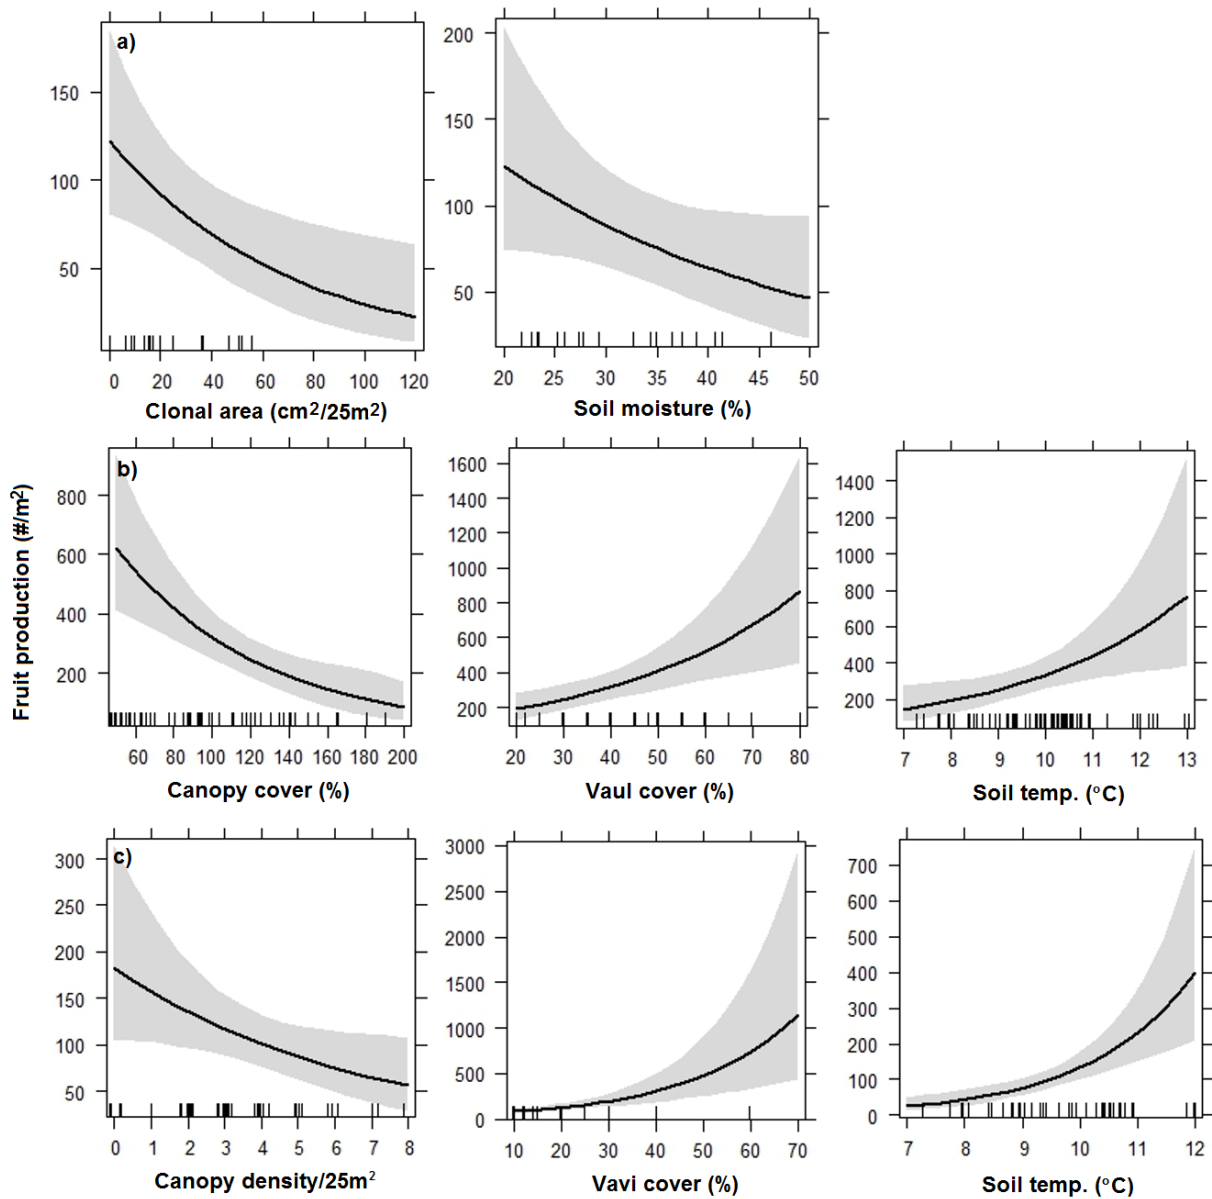 a)
150
100
50
0 20 40 60 80 100 120
Clonal area (cm2/25m2)
200
150
100
50
20 25 30 35 40 45 50
Soil moisture (%)
Fruit production (#/m2)
b)
800
600
400
200
60 80 100 120 140 160 180 200
Canopy cover (%)
1600
1400
1200
1000
800
600
400
200
20 30 40 50 60 70 80
Vaul cover (%)
1400
1200
1000
800
600
400
200
7 8 9 10 11 12 13
Soil temp. (°C)
c)
300
250
200
150
100
50
0 1 2 3 4 5 6 7 8
Canopy density/25m²
3000
2500
2000
1500
1000
500
0
10 20 30 40 50 60 70
Vavi cover (%)
700
600
500
400
300
200
100
0
7 8 9 10 11 12
Soil temp. (°C)